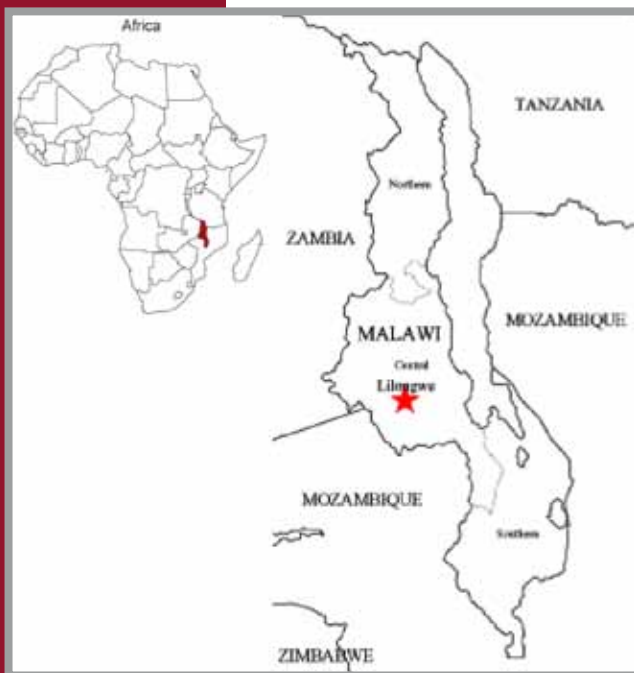 Africa
TANZANIA
Northern
ZAMBIA
MOZAMBIQUE
MALAWI
Central
Lilongwe
MOZAMBIQUE
Southern
ZIMBABWE